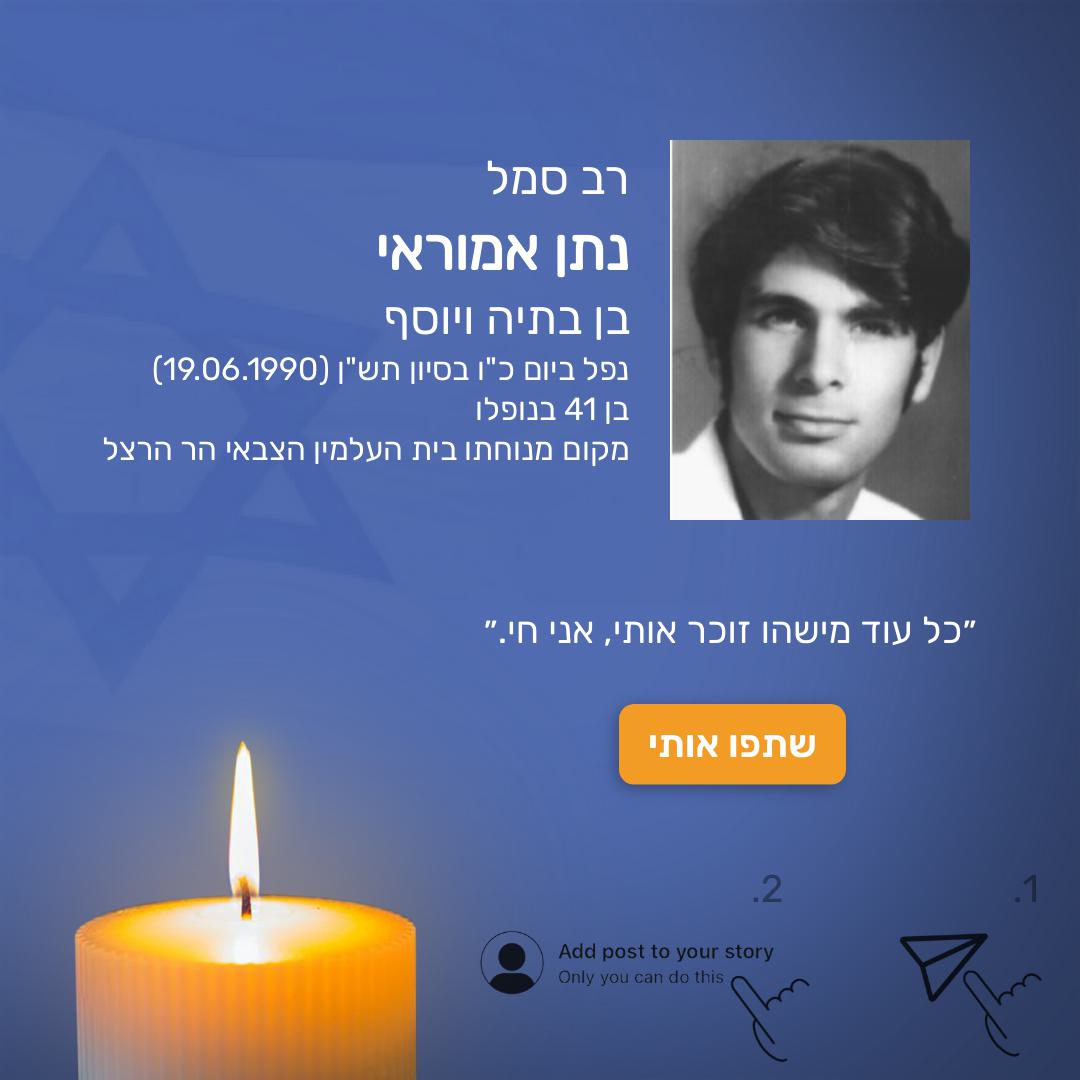 רב סמל
נתן אמוראי
בן בתיה ויוסף
נפל ביום כ"ו בסיון תש"ן (19.06.1990)
בן 41 בנופלו
מקום מנוחתו בית העלמין הצבאי הר הרצל
״כל עוד מישהו זוכר אותי, אני חי.״
שתפו אותי
1.
2.
Add post to your story
Only you can do this